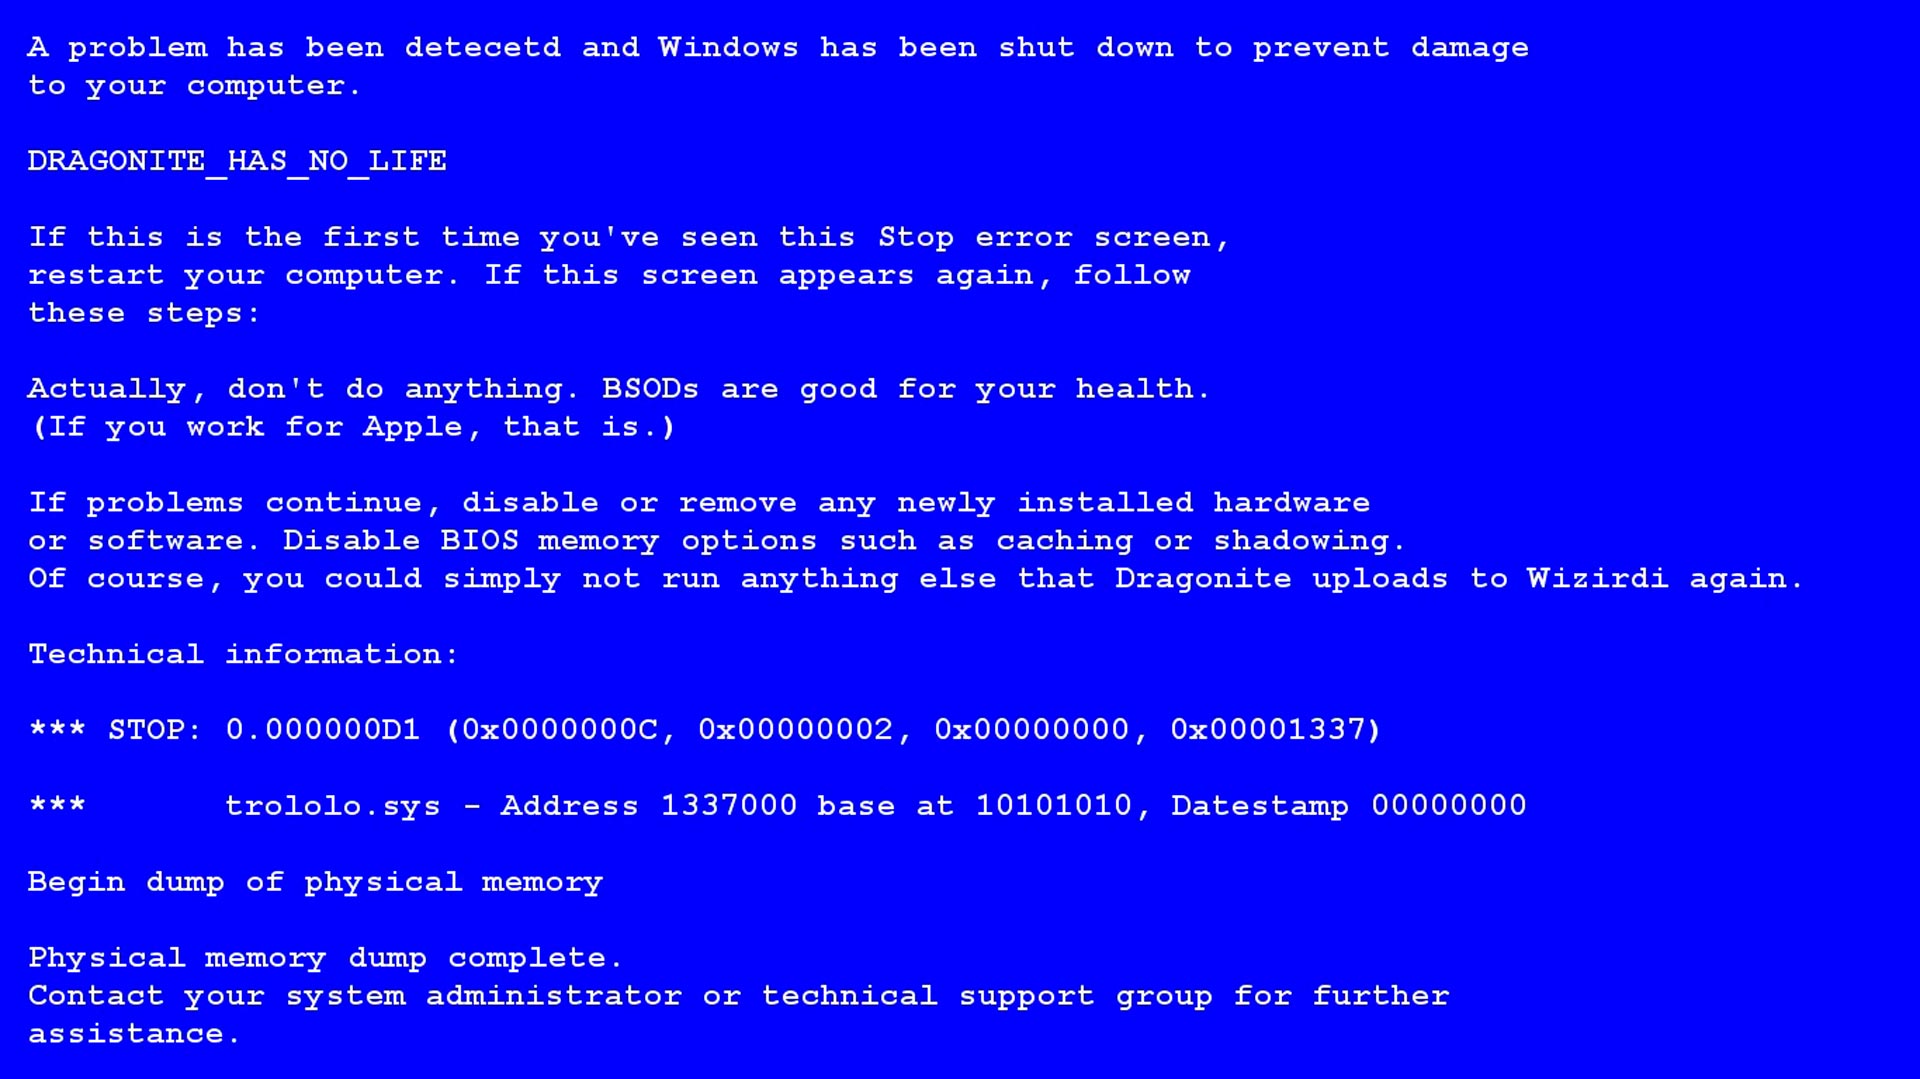 A problem has been detecetd and Windows has been shut down to prevent damage
to your computer.
DRAGONITE_HAS_NO_LIFE
If this is the first time you've seen this Stop error screen,
restart your computer. If this screen appears again, follow
these steps:
Actually, don't do anything. BSODs are good for your health.
(If you work for Apple, that is.)
If problems continue, disable or remove any newly installed hardware
or software. Disable BIOS memory options such as caching or shadowing.
Of course, you could simply not run anything else that Dragonite uploads to Wizirdi again.
Technical information:
*** STOP: 0.000000D1 (0x0000000C, 0x00000002, 0x00000000, 0x00001337)
***       trololo.sys - Address 1337000 base at 10101010, Datestamp 00000000
Begin dump of physical memory
Physical memory dump complete.
Contact your system administrator or technical support group for further
assistance.